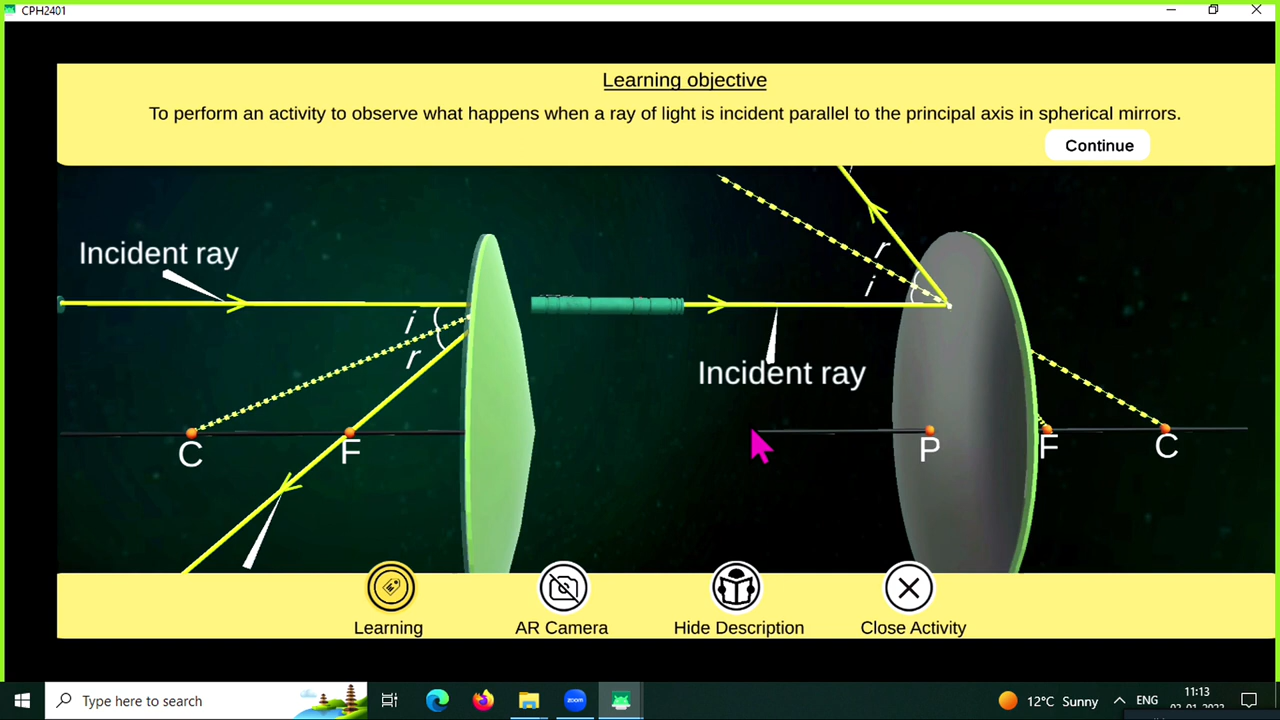 CPH2401
Learning objective
To perform an activity to observe what happens when a ray of light is incident parallel to the principal axis in spherical mirrors.
Continue
Incident ray
i
r
C
F
r
i
Incident ray
P
F
C
Learning
AR Camera
Hide Description
Close Activity
Type here to search
zoom
12°C Sunny
ENG
11:13